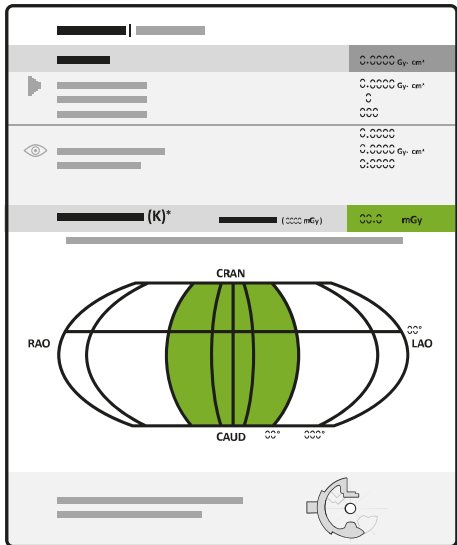 0.0000 Gy· cm²
0.0000 Gy· cm²
0
000
0.0000
0.0000 Gy· cm²
0:0000
(K)* (0000 mGy) 00.0 mGy
CRAN
00°
RAO LAO
CAUD 00° 000°